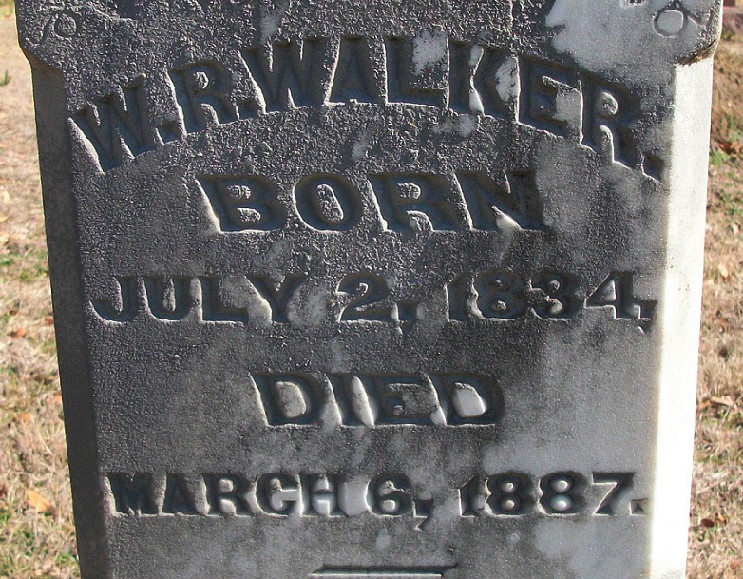 W.R.WALKER.
BORN
JULY 2, 1834,
DIED
MARCH 6, 1887.